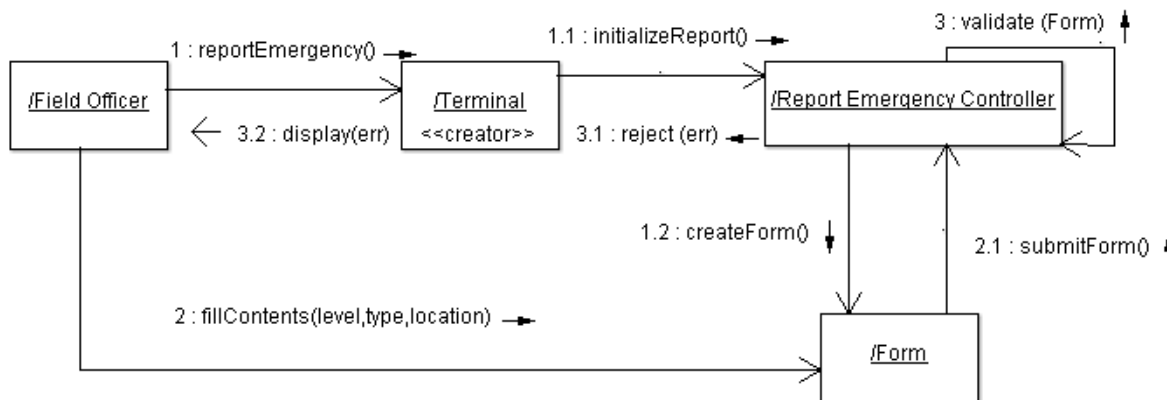 3 : validate (Form)
1 : reportEmergency()
1.1 : initializeReport()
/Field Officer
/Terminal
<<creator>>
/Report Emergency Controller
3.2 : display(err)
3.1 : reject (err)
1.2 : createForm()
2.1 : submitForm()
2 : fillContents(level,type,location)
/Form